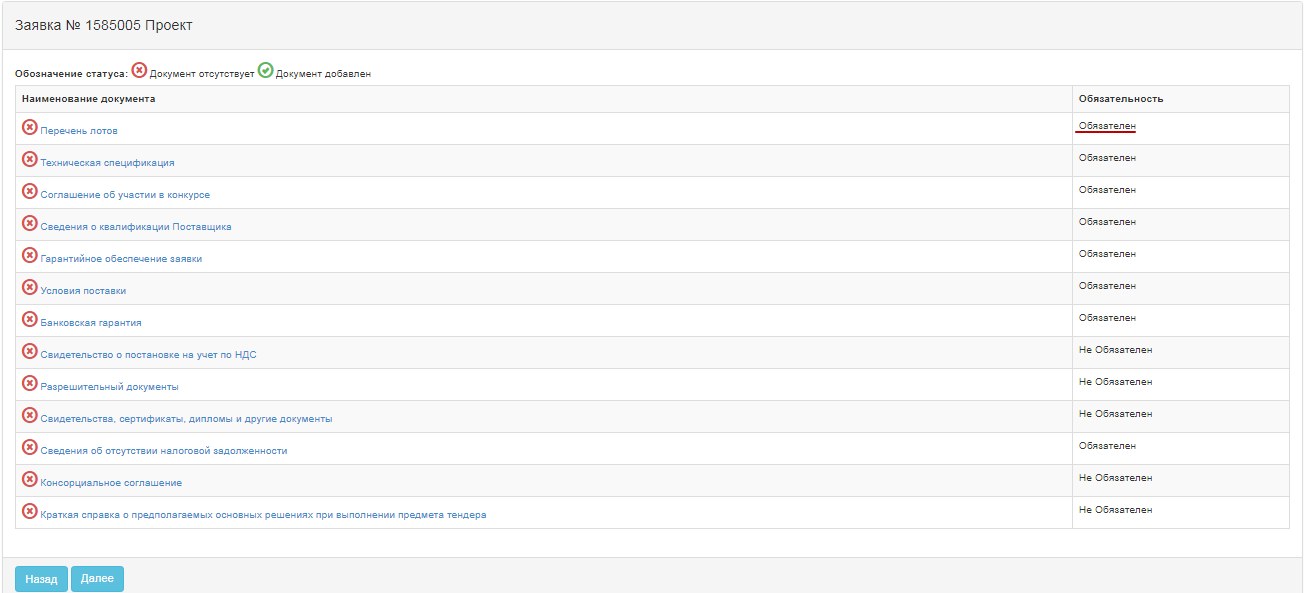 Заявка № 1585005 Проект
Обозначение статуса: Документ отсутствует Документ добавлен
Наименование документа Обязательность
Перечень лотов Обязателен
Техническая спецификация Обязателен
Соглашение об участии в конкурсе Обязателен
Сведения о квалификации Поставщика Обязателен
Гарантийное обеспечение заявки Обязателен
Условия поставки Обязателен
Банковская гарантия Обязателен
Свидетельство о постановке на учет по НДС Не Обязателен
Разрешительный документы Не Обязателен
Свидетельства, сертификаты, дипломы и другие документы Не Обязателен
Сведения об отсутствии налоговой задолженности Обязателен
Консорциальное соглашение Не Обязателен
Краткая справка о предполагаемых основных решениях при выполнении предмета тендера Не Обязателен
Назад Далее